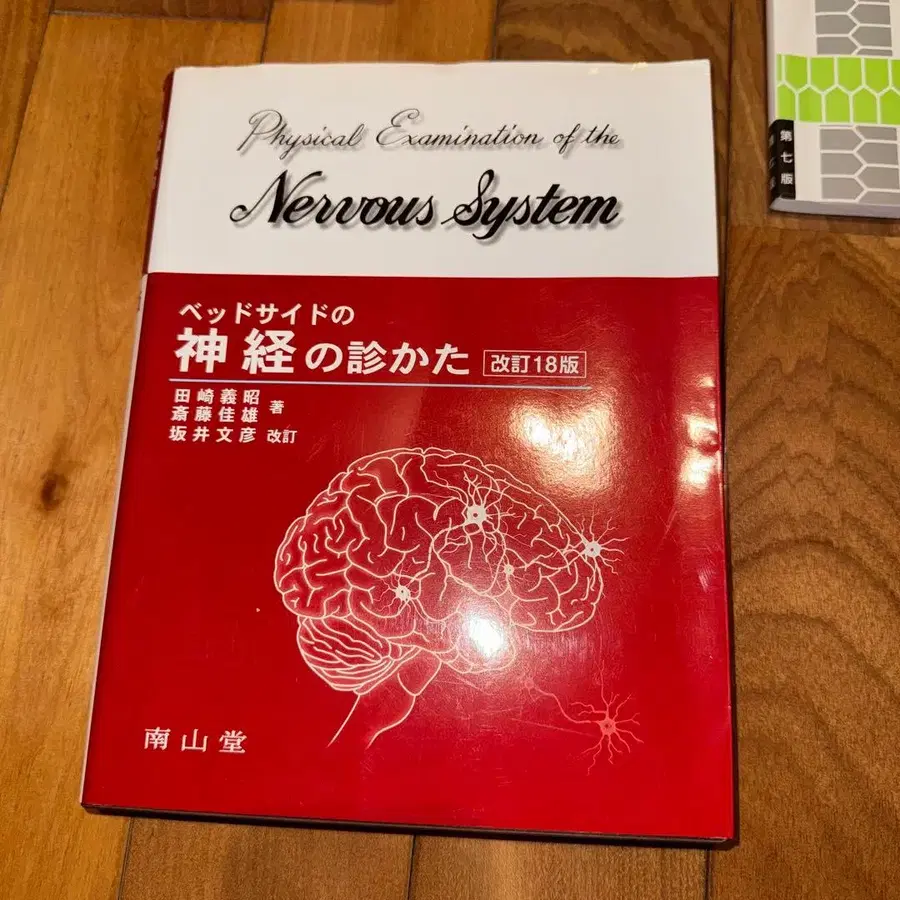 Physical Examination of the
Nervous System
ベッドサイドの
神経の診かた 改訂18版
田崎義昭
斎藤佳雄 著
坂井文彦 改訂
南山堂
第七版